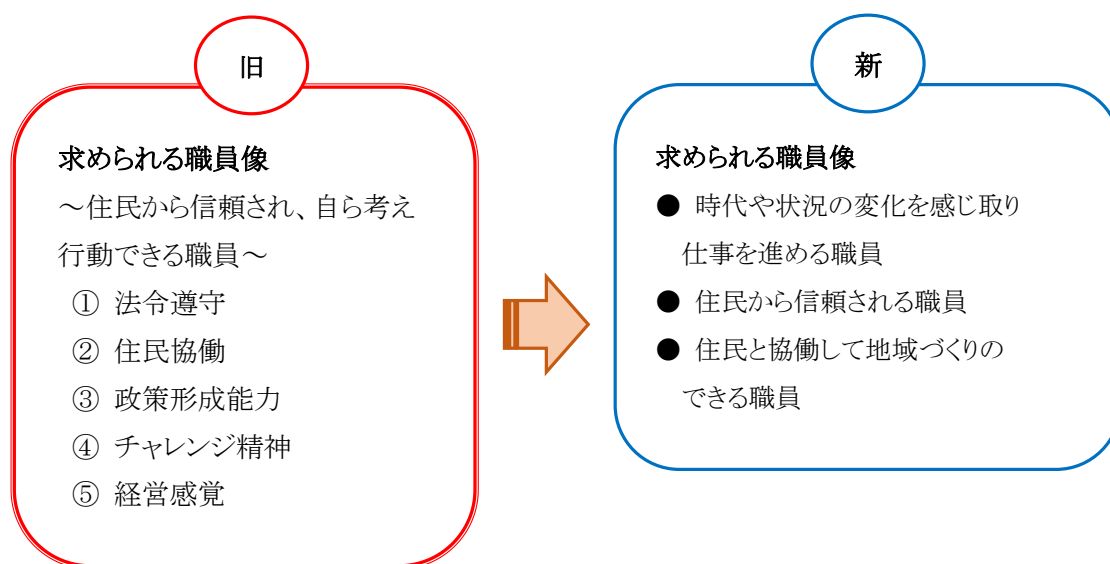 旧
求められる職員像
～住民から信頼され、自ら考え
行動できる職員～
① 法令遵守
② 住民協働
③ 政策形成能力
④ チャレンジ精神
⑤ 経営感覚
新
求められる職員像
● 時代や状況の変化を感じ取り
仕事を進める職員
● 住民から信頼される職員
● 住民と協働して地域づくりの
できる職員